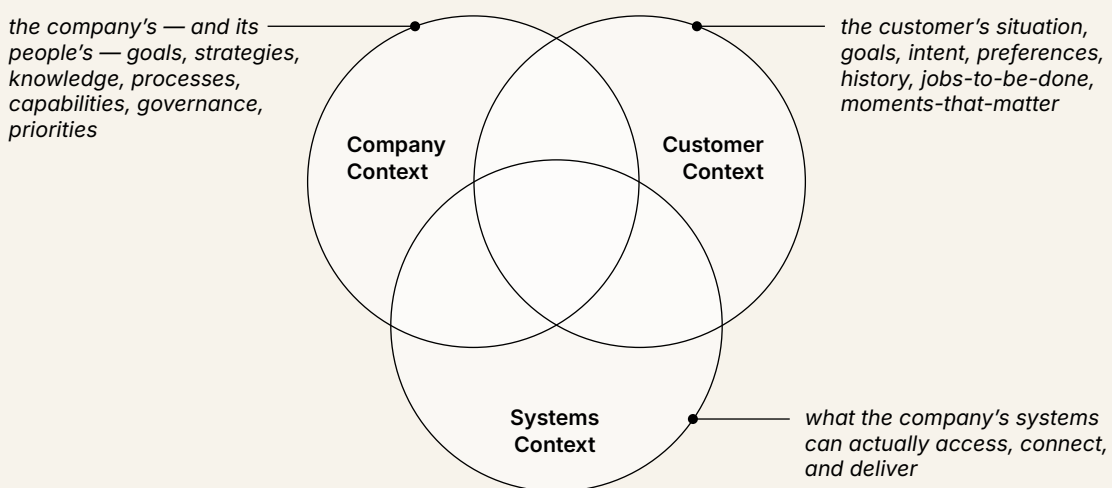 the company's — and its
people's — goals, strategies,
knowledge, processes,
capabilities, governance,
priorities
the customer's situation,
goals, intent, preferences,
history, jobs-to-be-done,
moments-that-matter
Company
Context
Customer
Context
Systems
Context
what the company's systems
can actually access, connect,
and deliver